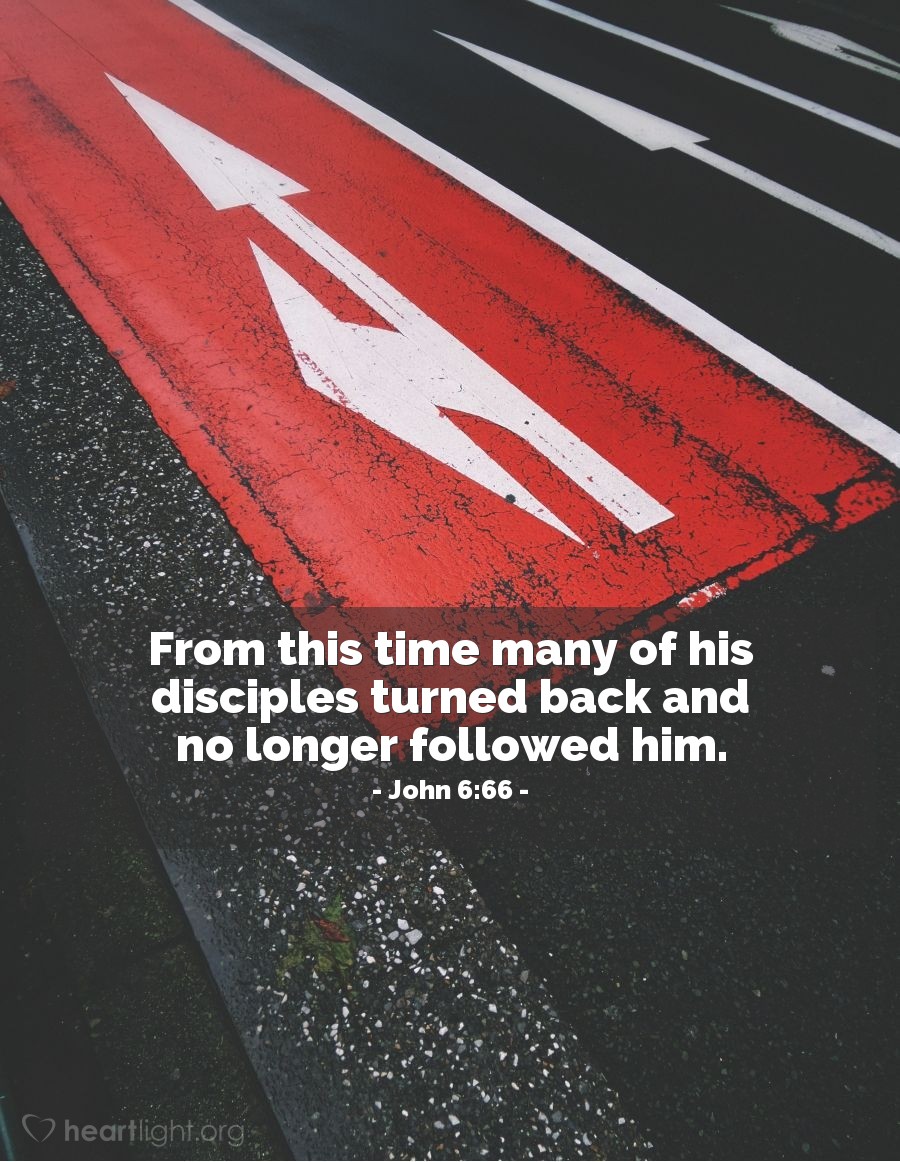 From this time many of his
disciples turned back and
no longer followed him.
- John 6:66 -
heartlight.org